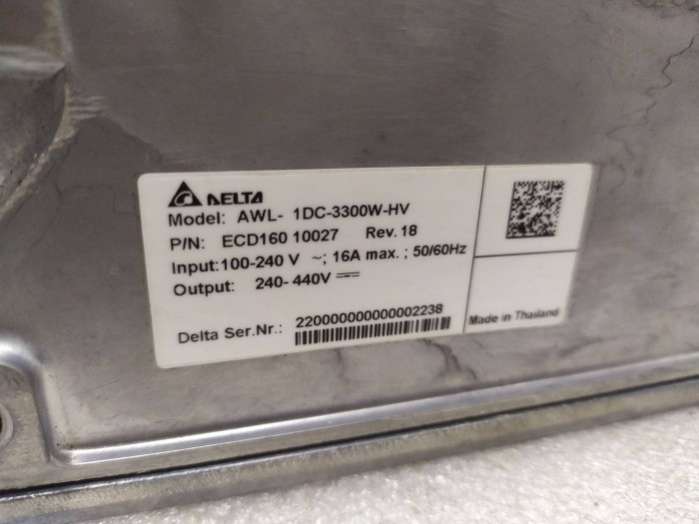 DELTA
Model: AWL- 1DC-3300W-HV
P/N: ECD160 10027 Rev. 18
Input:100-240 V ~; 16A max. ; 50/60Hz
Output: 240- 440V ⎓
Delta Ser.Nr.: 220000000000002238
Made in Thailand